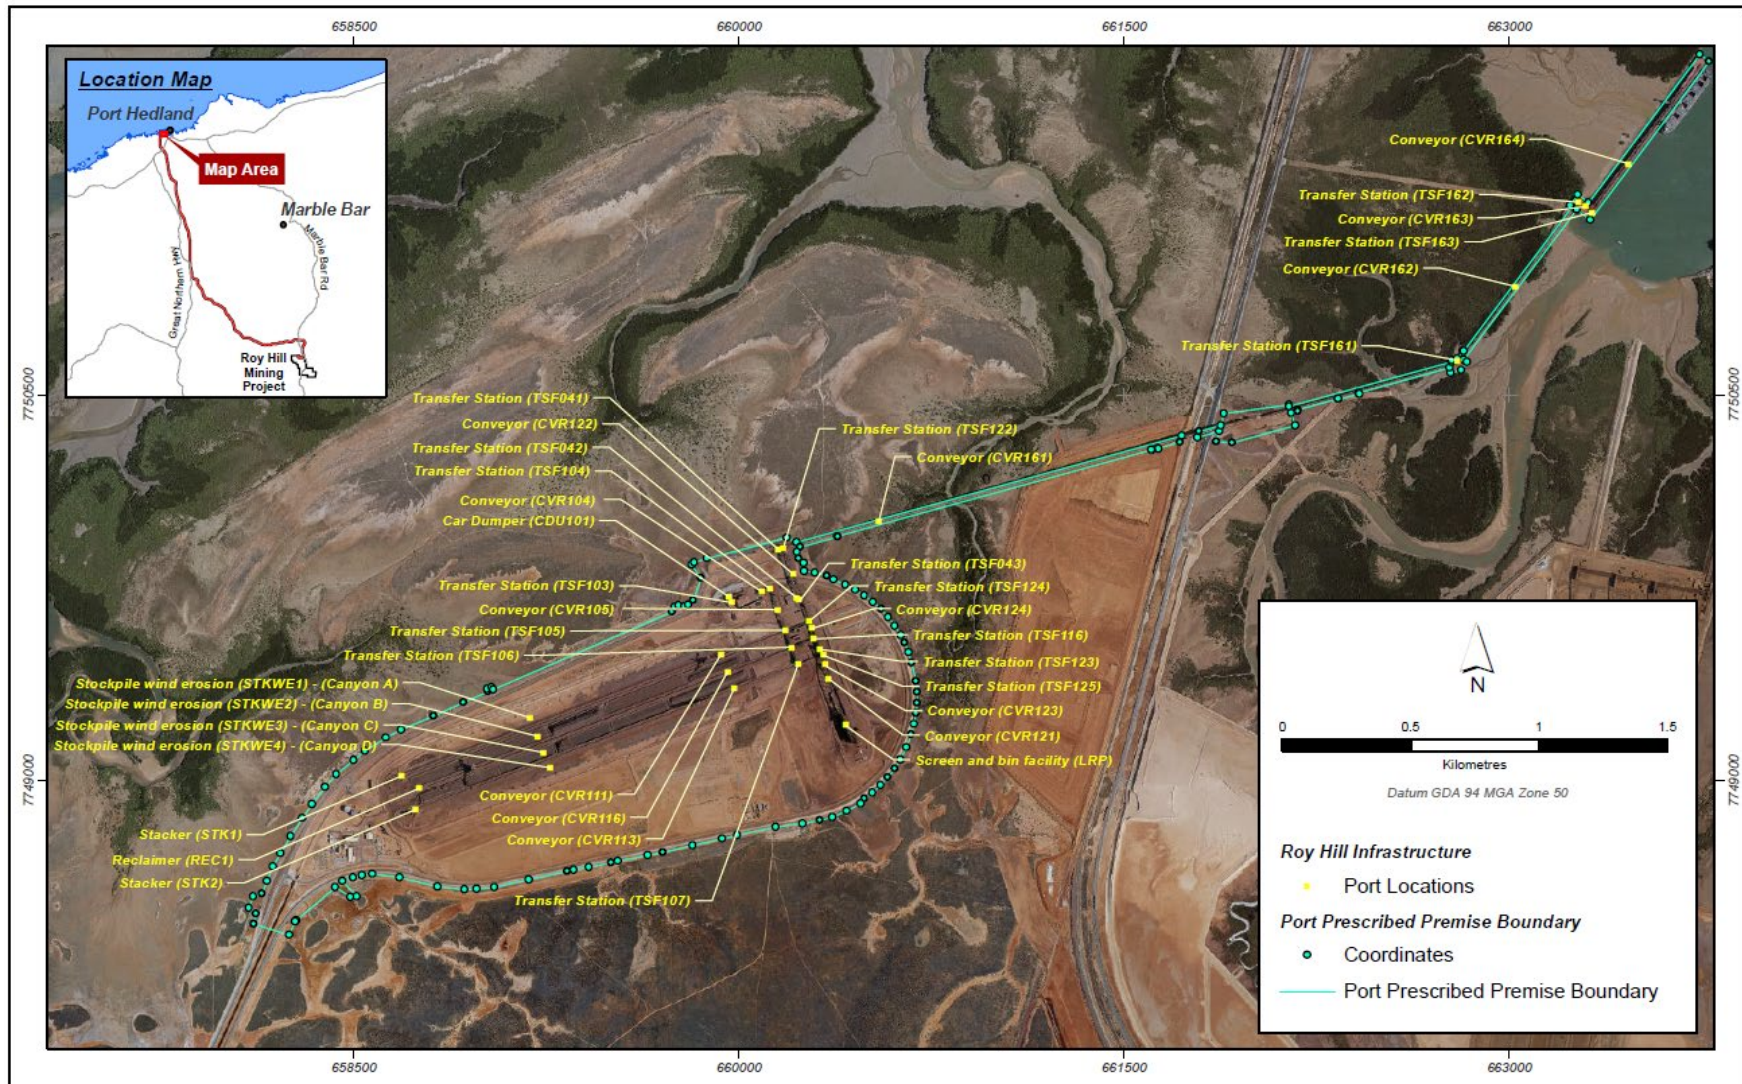 658500
660000
661500
663000
Location Map
Port Hedland
Map Area
Marble Bar
Marble Bar Rd
Great Northern Hwy
Roy Hill
Mining
Project
Conveyor (CVR164)
Transfer Station (TSF162)
Conveyor (CVR163)
Transfer Station (TSF163)
Conveyor (CVR162)
Transfer Station (TSF161)
7750500
7750500
Transfer Station (TSF041)
Conveyor (CVR122)
Transfer Station (TSF042)
Transfer Station (TSF104)
Conveyor (CVR104)
Car Dumper (CDU101)
Transfer Station (TSF122)
Conveyor (CVR161)
Transfer Station (TSF103)
Conveyor (CVR105)
Transfer Station (TSF105)
Transfer Station (TSF106)
Transfer Station (TSF043)
Transfer Station (TSF124)
Conveyor (CVR124)
Transfer Station (TSF116)
Transfer Station (TSF123)
Transfer Station (TSF125)
Conveyor (CVR123)
Conveyor (CVR121)
Screen and bin facility (LRP)
Stockpile wind erosion (STKWE1) - (Canyon A)
Stockpile wind erosion (STKWE2) - (Canyon B)
Stockpile wind erosion (STKWE3) - (Canyon C)
Stockpile wind erosion (STKWE4) - (Canyon D)
7749000
7749000
Conveyor (CVR111)
Conveyor (CVR116)
Conveyor (CVR113)
Stacker (STK1)
Reclaimer (REC1)
Stacker (STK2)
Transfer Station (TSF107)
N
0 0.5 1 1.5
Kilometres
Datum GDA 94 MGA Zone 50
Roy Hill Infrastructure
Port Locations
Port Prescribed Premise Boundary
Coordinates
Port Prescribed Premise Boundary
658500
660000
661500
663000